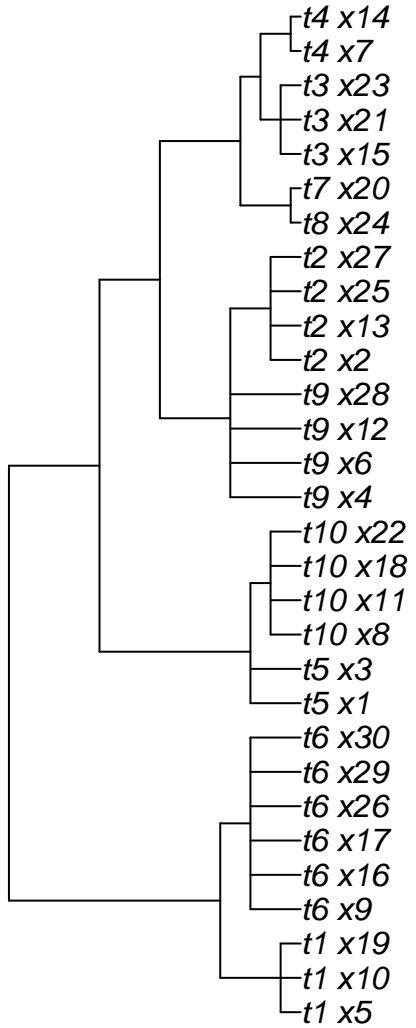 t4 x14
t4 x7
t3 x23
t3 x21
t3 x15
t7 x20
t8 x24
t2 x27
t2 x25
t2 x13
t2 x2
t9 x28
t9 x12
t9 x6
t9 x4
t10 x22
t10 x18
t10 x11
t10 x8
t5 x3
t5 x1
t6 x30
t6 x29
t6 x26
t6 x17
t6 x16
t6 x9
t1 x19
t1 x10
t1 x5